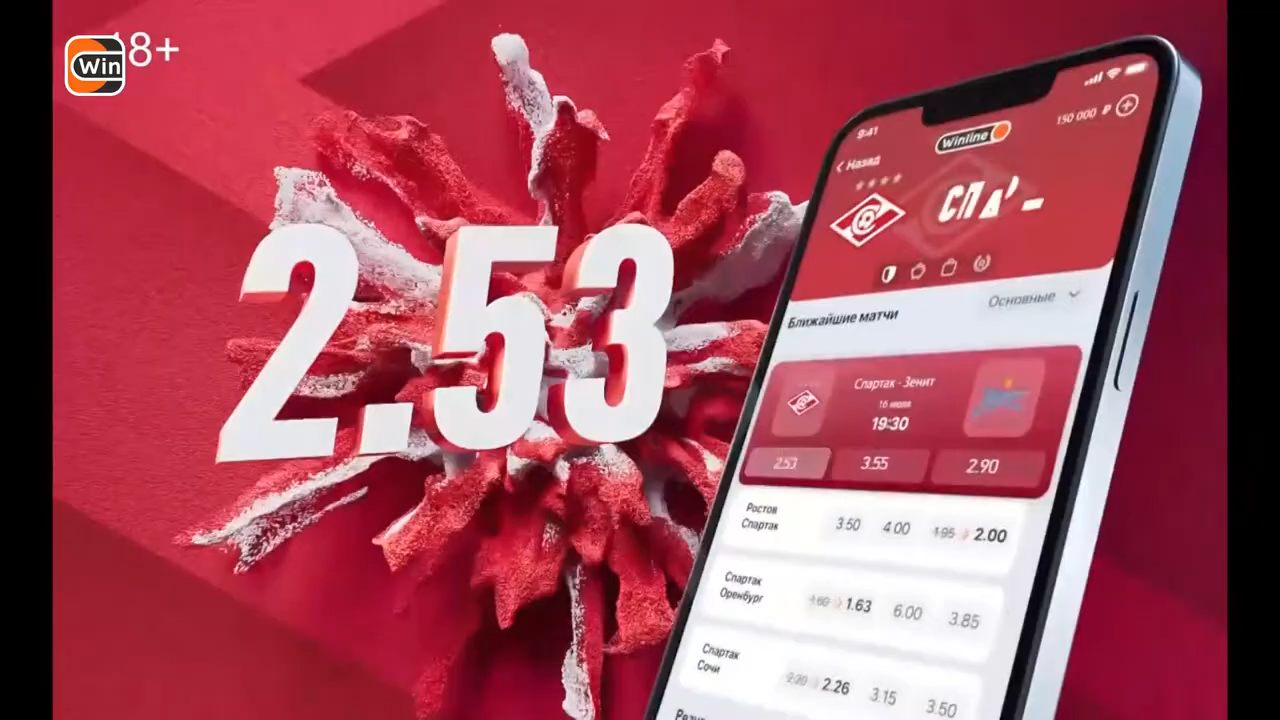 18+
Win
2.53
9:41
150 000 ₽
Winline
Назад
Основные
Ближайшие матчи
Спартак - Зенит
16 июля
19:30
2.53 3.55 2.90
Ростов
Спартак
3.50 4.00 1.95 2.00
Спартак
Оренбург
1.60 1.63 6.00 3.85
Спартак
Сочи
2.26 3.15 3.50